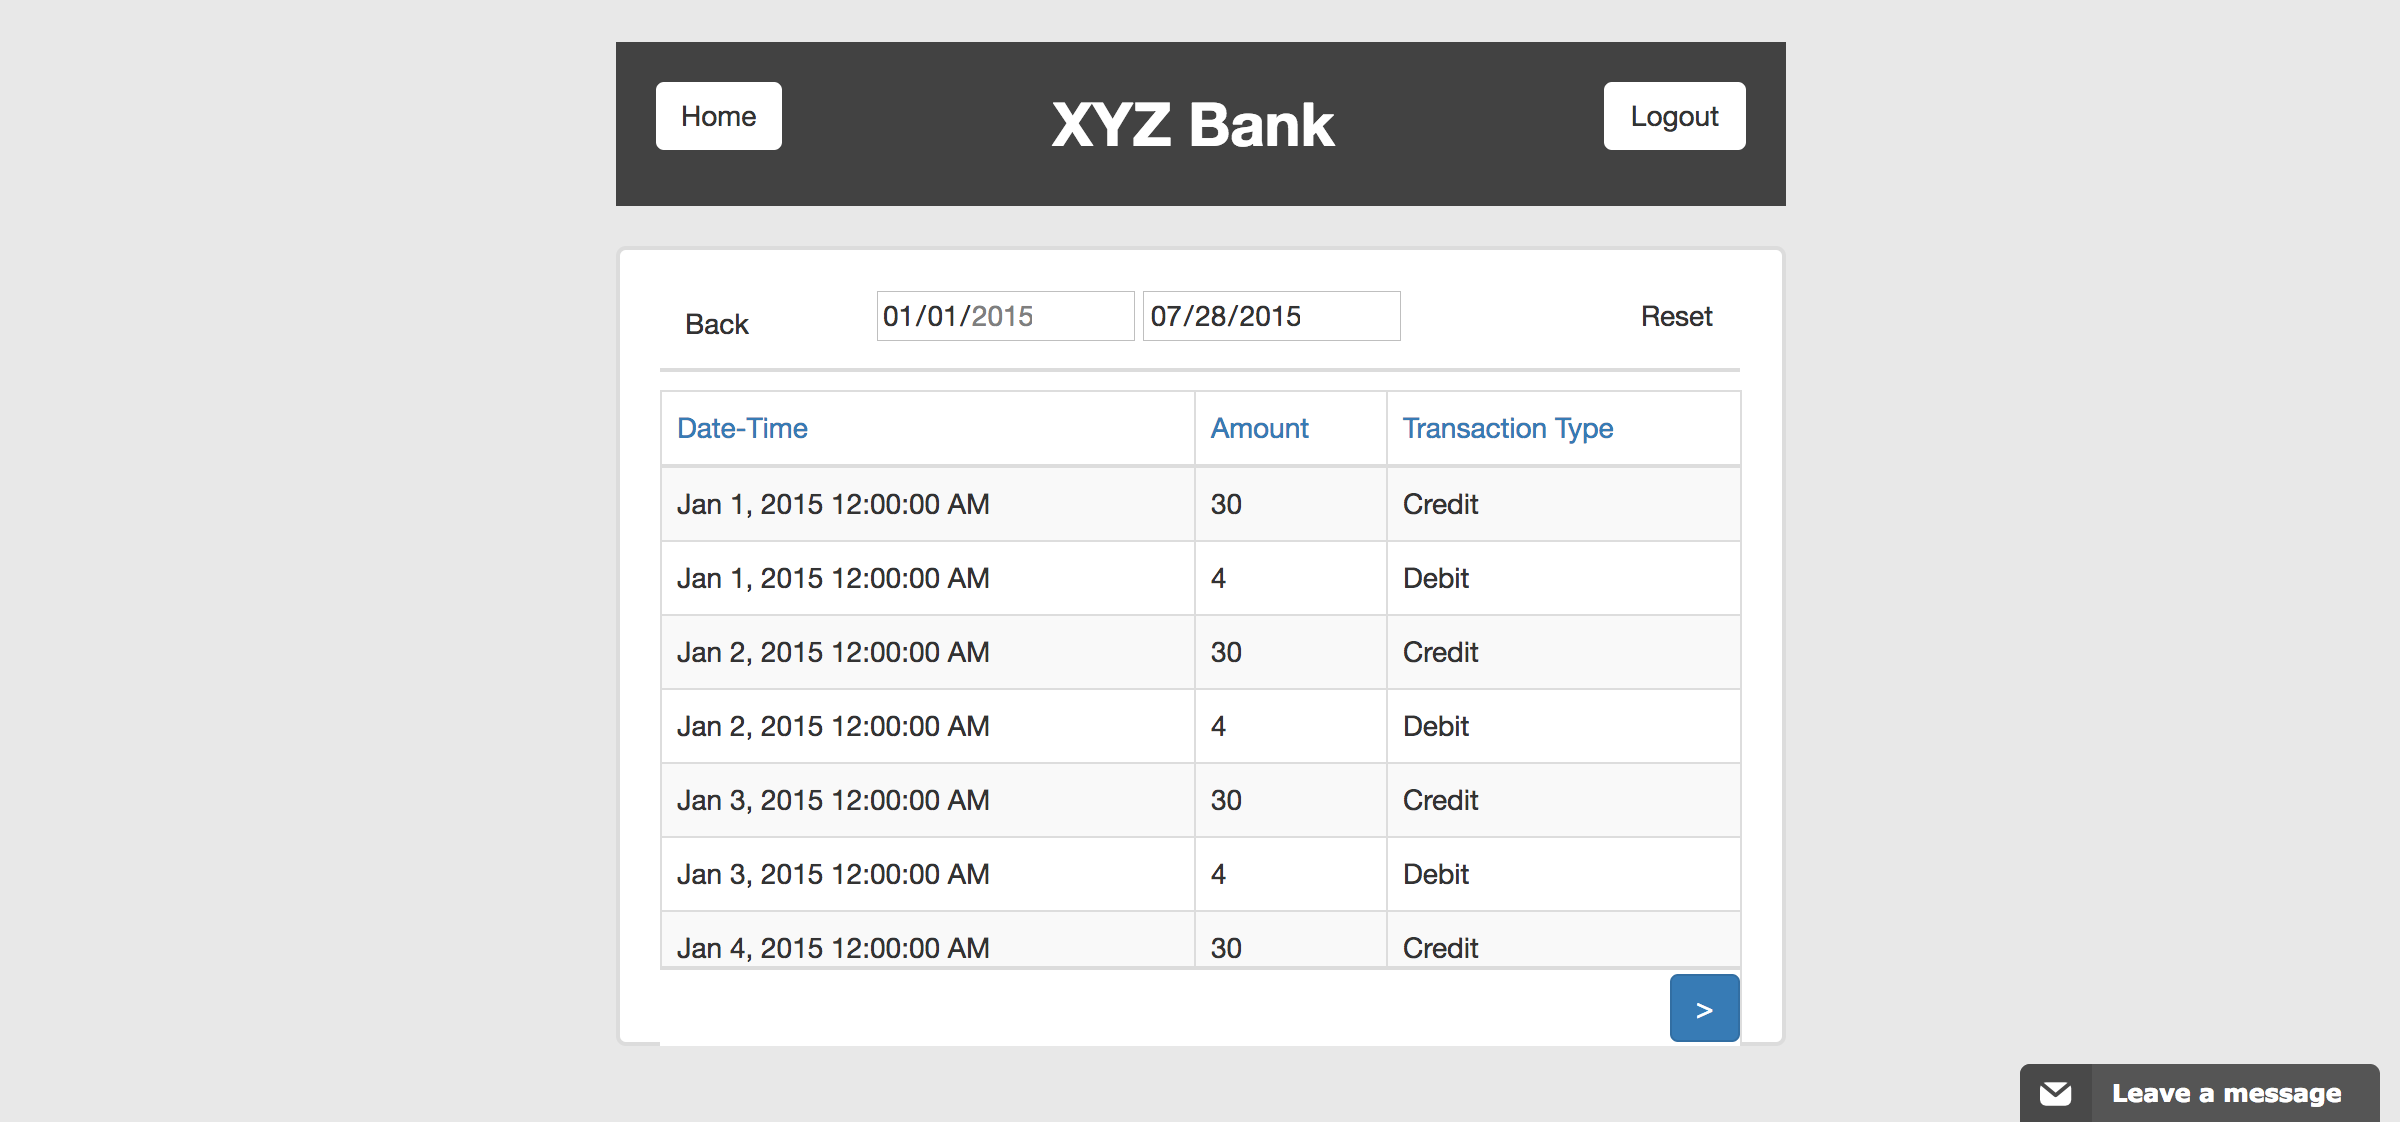 Home XYZ Bank Logout
Back 01/01/2015 07/28/2015 Reset
Date-Time Amount Transaction Type
Jan 1, 2015 12:00:00 AM 30 Credit
Jan 1, 2015 12:00:00 AM 4 Debit
Jan 2, 2015 12:00:00 AM 30 Credit
Jan 2, 2015 12:00:00 AM 4 Debit
Jan 3, 2015 12:00:00 AM 30 Credit
Jan 3, 2015 12:00:00 AM 4 Debit
Jan 4, 2015 12:00:00 AM 30 Credit
>
Leave a message